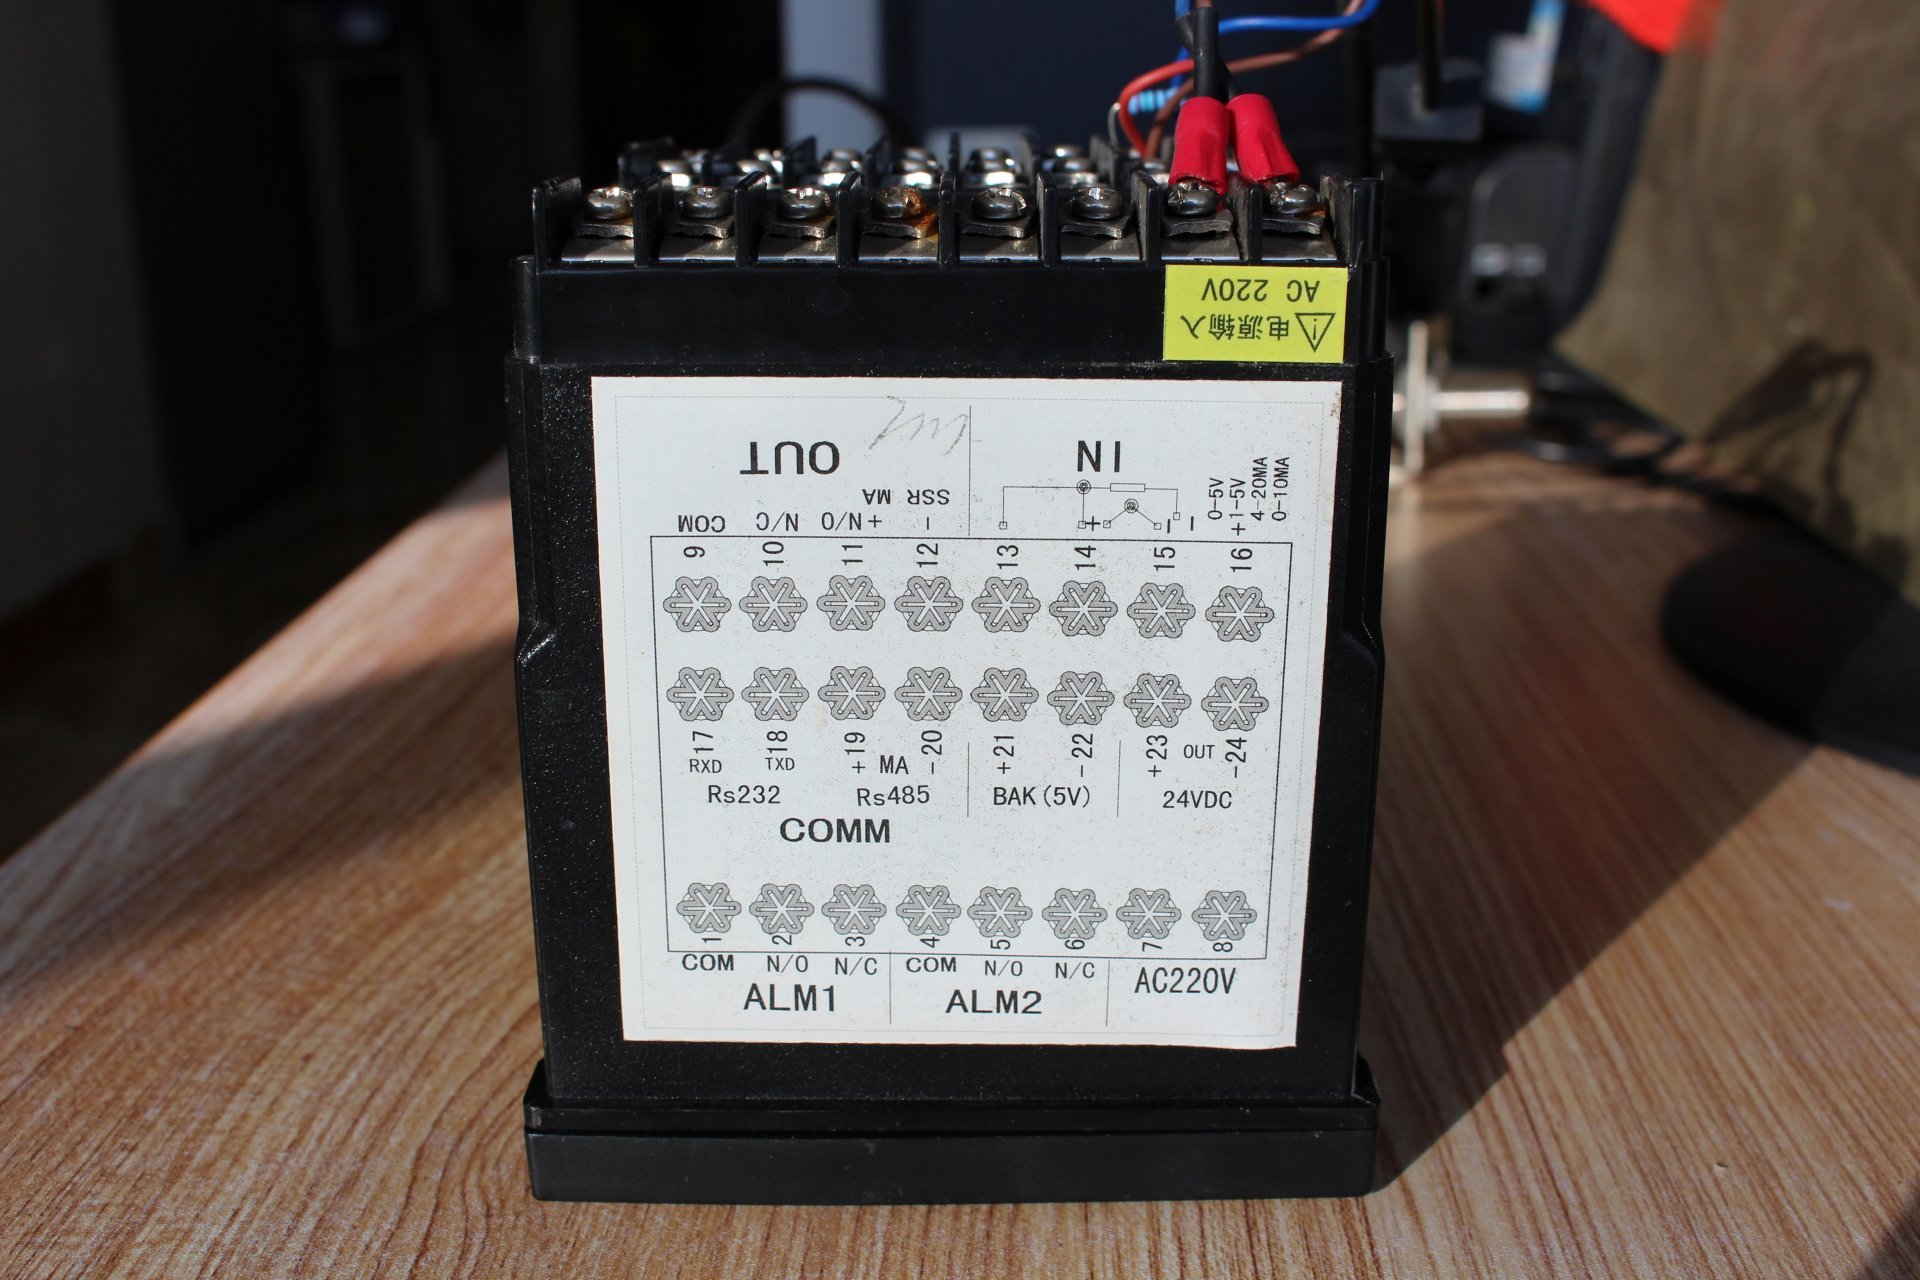 AC 220V
电源输入
OUT
IN
SSR MA
COM N/C N/O + -
+ - -
0-5V
+1-5V
4-20MA
0-10MA
9 10 11 12 13 14 15 16
17 18 +19 -20 +21 -22 +23 OUT -24
RXD TXD + MA -
Rs232 Rs485 BAK(5V) 24VDC
COMM
1 2 3 4 5 6 7 8
COM N/O N/C COM N/O N/C AC220V
ALM1 ALM2